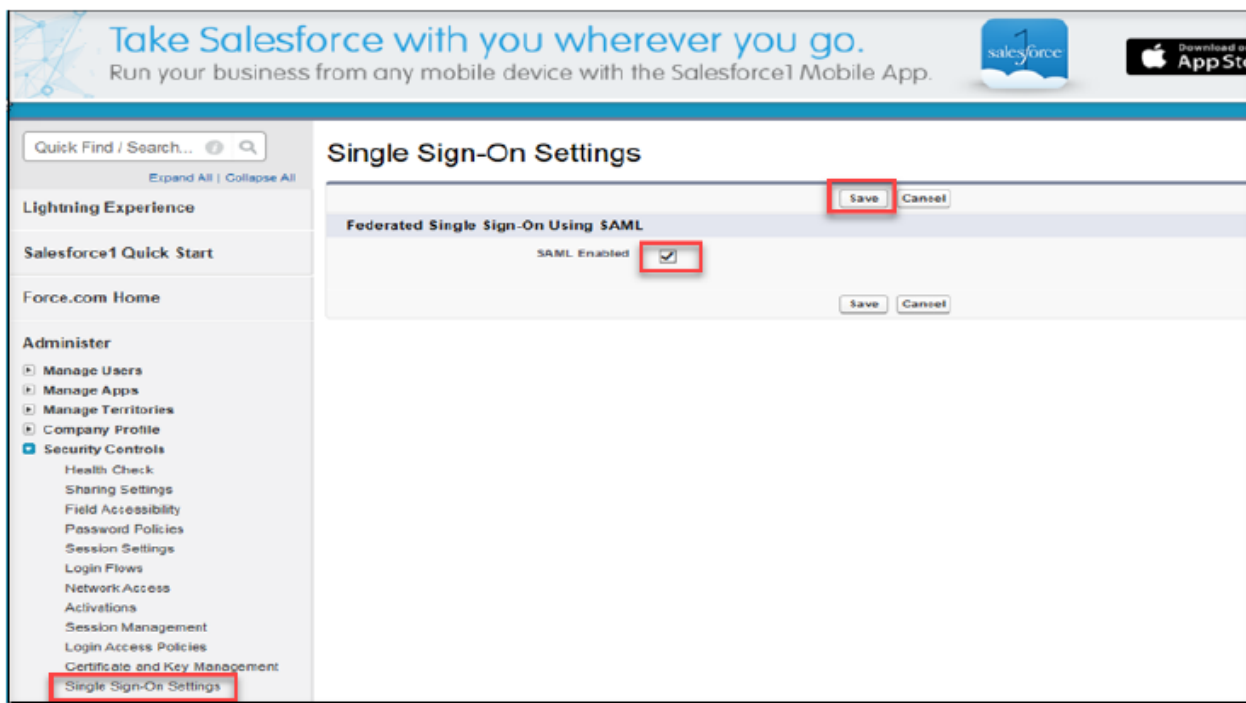 Take Salesforce with you wherever you go.
Run your business from any mobile device with the Salesforce1 Mobile App.
salesforce
1
Download
App
Quick Find / Search...
Expand All | Collapse All
Lightning Experience
Salesforce1 Quick Start
Force.com Home
Administer
Manage Users
Manage Apps
Manage Territories
Company Profile
Security Controls
Health Check
Sharing Settings
Field Accessibility
Password Policies
Session Settings
Login Flows
Network Access
Activations
Session Management
Login Access Policies
Certificate and Key Management
Single Sign-On Settings
Single Sign-On Settings
Save Cancel
Federated Single Sign-On Using SAML
SAML Enabled
Save Cancel